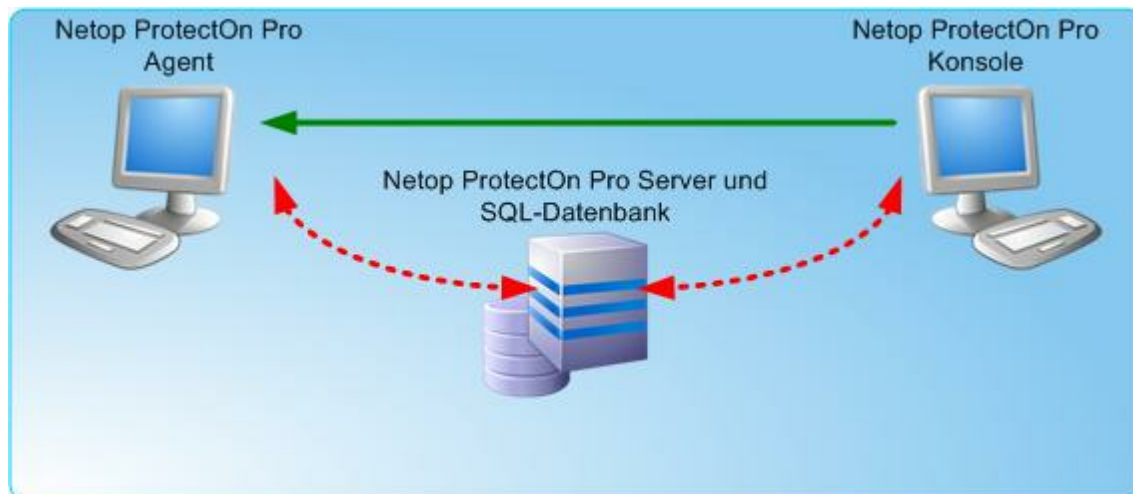 Netop ProtectOn Pro
Agent
Netop ProtectOn Pro
Konsole
Netop ProtectOn Pro Server und
SQL-Datenbank